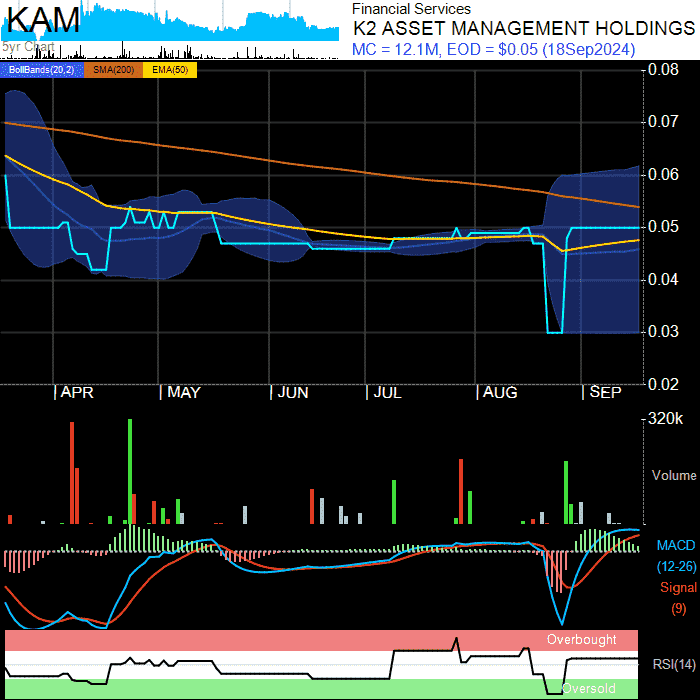 KAM
5yr Chart
Financial Services
K2 ASSET MANAGEMENT HOLDINGS
MC = 12.1M, EOD = $0.05 (18Sep2024)
BollBands(20,2) SMA(200) EMA(50)
0.08
0.07
0.06
0.05
0.04
0.03
0.02
APR MAY JUN JUL AUG SEP
320k
Volume
MACD
(12-26)
Signal
(9)
Overbought
RSI(14)
Oversold